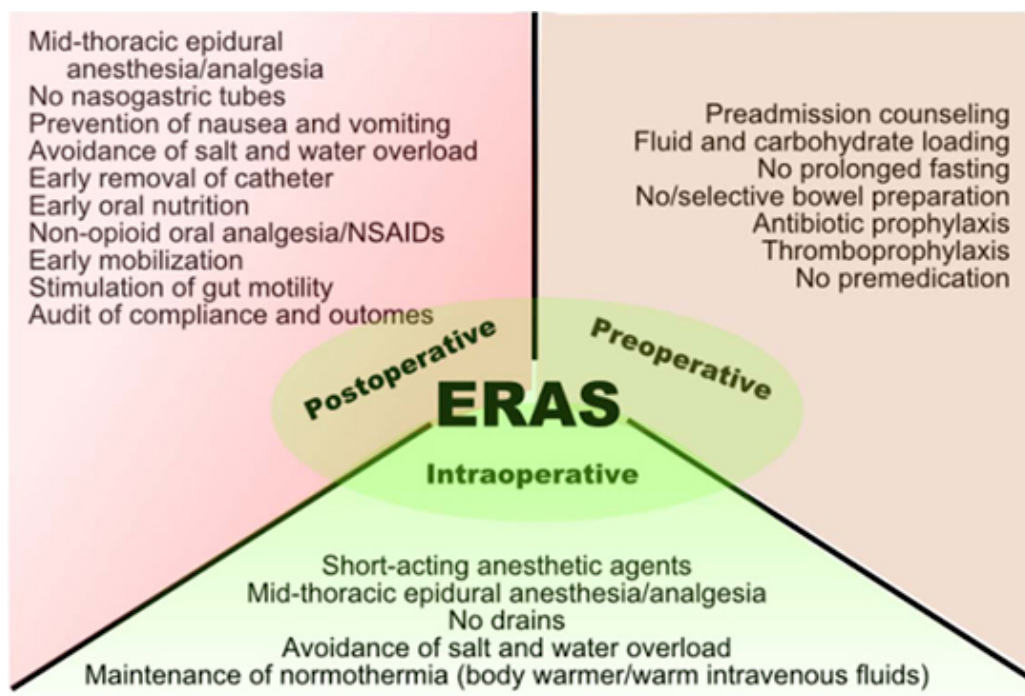 Mid-thoracic epidural
anesthesia/analgesia
No nasogastric tubes
Prevention of nausea and vomiting
Avoidance of salt and water overload
Early removal of catheter
Early oral nutrition
Non-opioid oral analgesia/NSAIDs
Early mobilization
Stimulation of gut motility
Audit of compliance and outcomes
Preadmission counseling
Fluid and carbohydrate loading
No prolonged fasting
No/selective bowel preparation
Antibiotic prophylaxis
Thromboprophylaxis
No premedication
Postoperative
Preoperative
ERAS
Intraoperative
Short-acting anesthetic agents
Mid-thoracic epidural anesthesia/analgesia
No drains
Avoidance of salt and water overload
Maintenance of normothermia (body warmer/warm intravenous fluids)